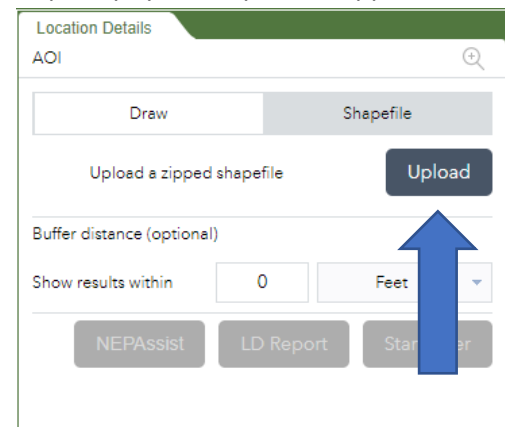 Location Details
AOI
Draw Shapefile
Upload a zipped shapefile Upload
Buffer distance (optional)
Show results within 0 Feet
NEPAssist LD Report